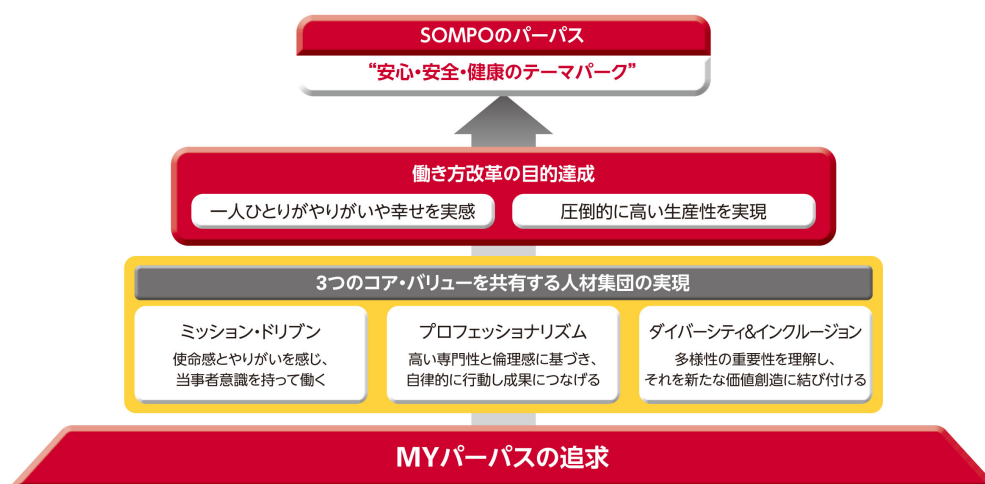 SOMPOのパーパス
“安心・安全・健康のテーマパーク”
働き方改革の目的達成
一人ひとりがやりがいや幸せを実感
圧倒的に高い生産性を実現
3つのコア・バリューを共有する人材集団の実現
ミッション・ドリブン
使命感とやりがいを感じ、
当事者意識を持って働く
プロフェッショナリズム
高い専門性と倫理感に基づき、
自律的に行動し成果につなげる
ダイバーシティ&インクルージョン
多様性の重要性を理解し、
それを新たな価値創造に結び付ける
MYパーパスの追求